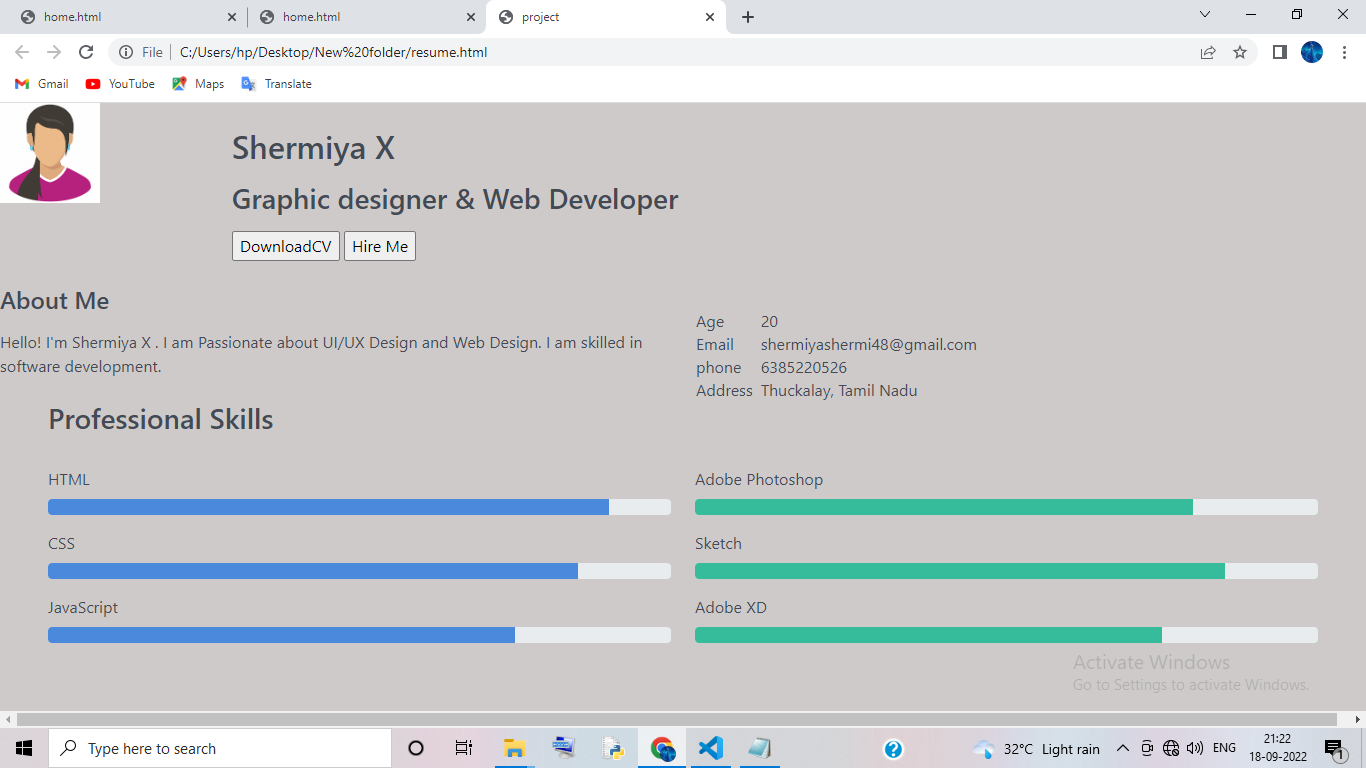 home.html
home.html
project
File
C:/Users/hp/Desktop/New%20folder/resume.html
Gmail
YouTube
Maps
Translate
Shermiya X
Graphic designer & Web Developer
DownloadCV
Hire Me
About Me
Hello! I'm Shermiya X . I am Passionate about UI/UX Design and Web Design. I am skilled in
software development.
Age 20
Email shermiyashermi48@gmail.com
phone 6385220526
Address Thuckalay, Tamil Nadu
Professional Skills
HTML
Adobe Photoshop
CSS
Sketch
JavaScript
Adobe XD
Activate Windows
Go to Settings to activate Windows.
Type here to search
32°C Light rain
ENG
21:22
18-09-2022
1